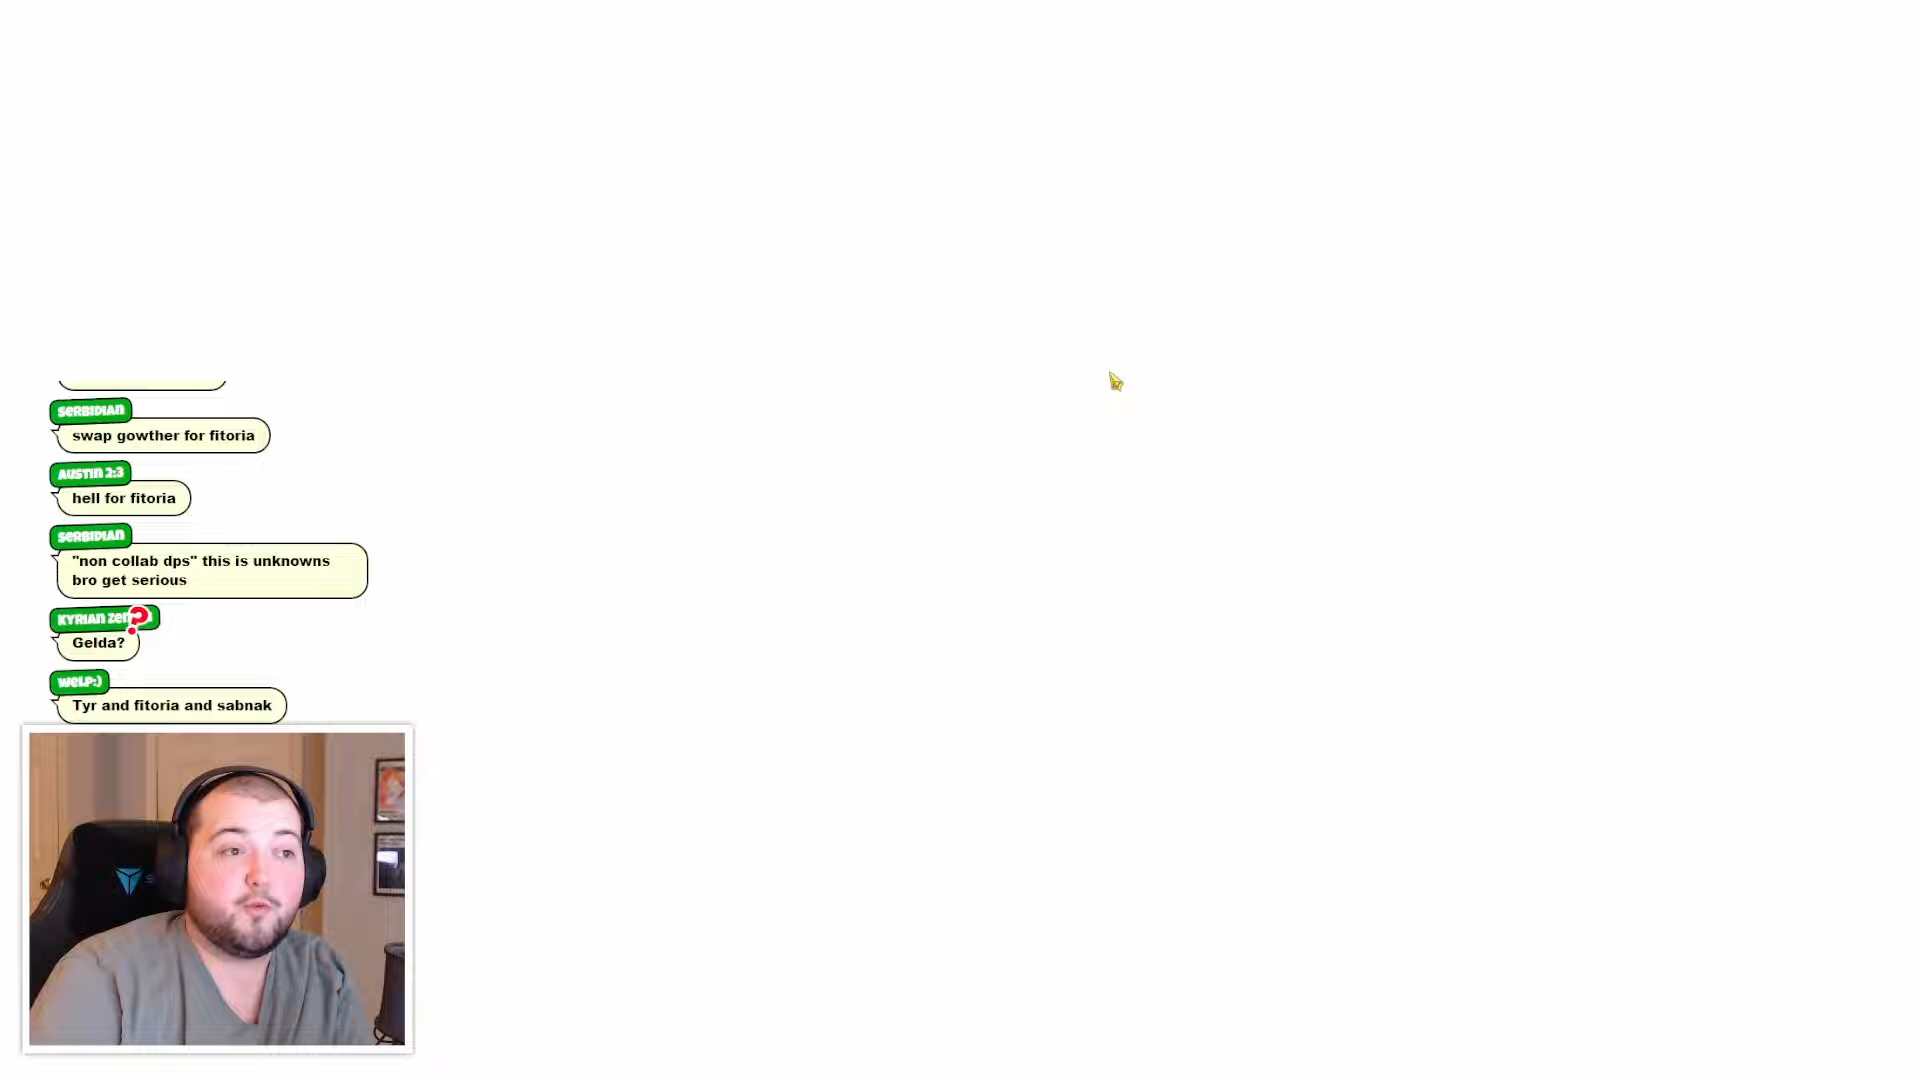 SERBIDIAN
swap gowther for fitoria
AUSTIN 2:3
hell for fitoria
SERBIDIAN
"non collab dps" this is unknowns
bro get serious
KYRIAN
Gelda?
WELP:)
Tyr and fitoria and sabnak